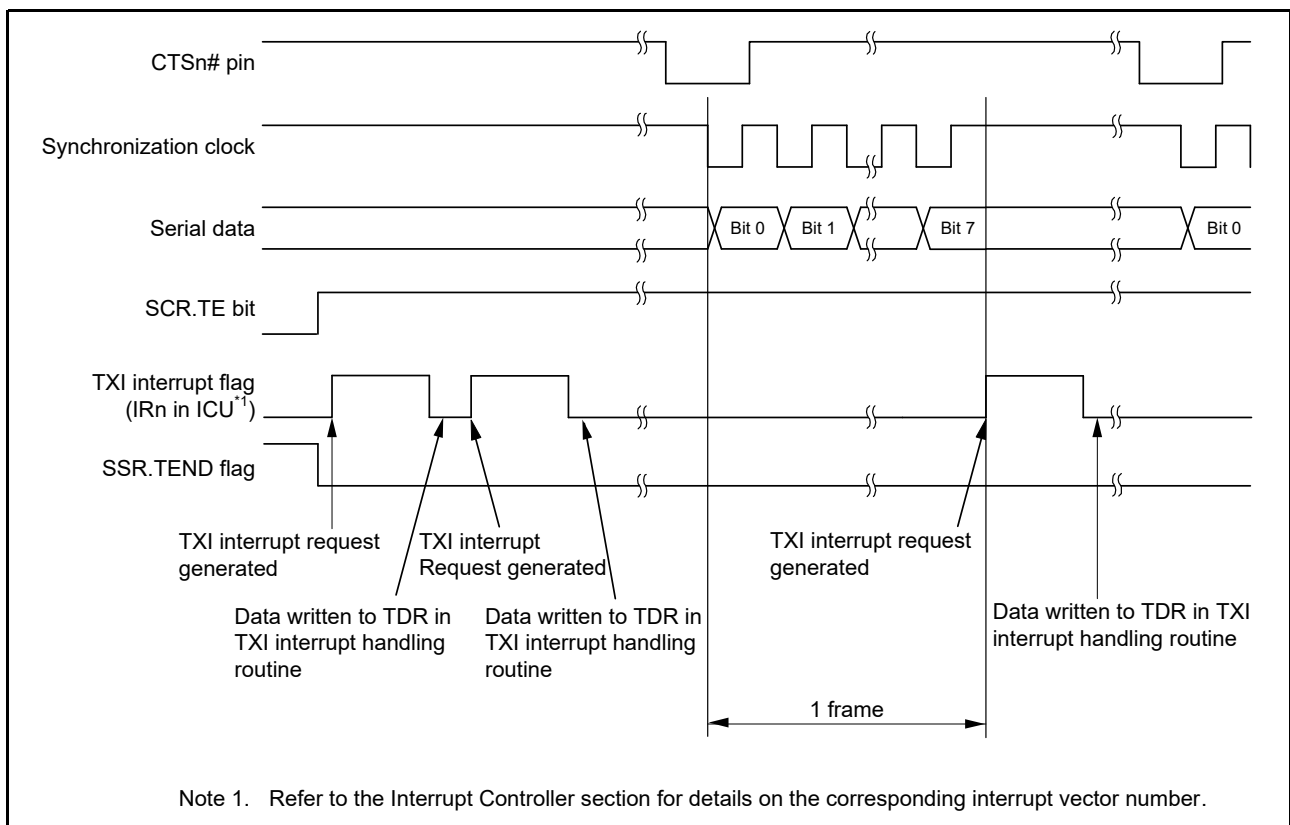 CTSn# pin
Synchronization clock
Serial data
Bit 0
Bit 1
Bit 7
Bit 0
SCR.TE bit
TXI interrupt flag
(IRn in ICU*1)
SSR.TEND flag
TXI interrupt request
generated
TXI interrupt
Request generated
TXI interrupt request
generated
Data written to TDR in
TXI interrupt handling
routine
Data written to TDR in
TXI interrupt handling
routine
Data written to TDR in TXI
interrupt handling routine
1 frame
Note 1. Refer to the Interrupt Controller section for details on the corresponding interrupt vector number.